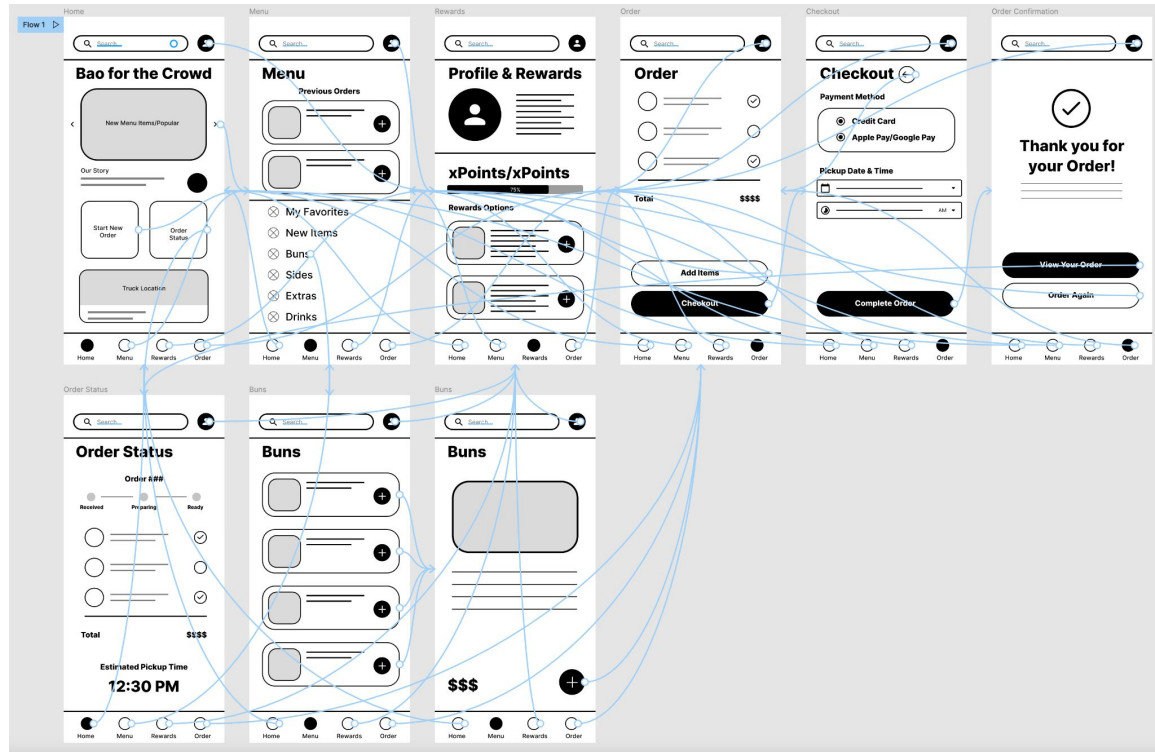 Flow 1
Home
Search...
Bao for the Crowd
New Menu Items/Popular
Our Story
Start New
Order
Order
Status
Truck Location
Home Menu Rewards Order
Menu
Search...
Menu
Previous Orders
My Favorites
New Items
Buns
Sides
Extras
Drinks
Home Menu Rewards Order
Rewards
Search...
Profile & Rewards
xPoints/xPoints
75%
Rewards Options
Home Menu Rewards Order
Order
Search...
Order
Total $$$$
Add Items
Checkout
Home Menu Rewards Order
Checkout
Search...
Checkout
Payment Method
Credit Card
Apple Pay/Google Pay
Pickup Date & Time
AM
Complete Order
Home Menu Rewards Order
Order Confirmation
Search...
Thank you for
your Order!
View Your Order
Order Again
Home Menu Rewards Order
Order Status
Search...
Order Status
Order ###
Received Preparing Ready
Total $$$$
Estimated Pickup Time
12:30 PM
Home Menu Rewards Order
Buns
Search...
Buns
Home Menu Rewards Order
Buns
Search...
Buns
$$$
Home Menu Rewards Order